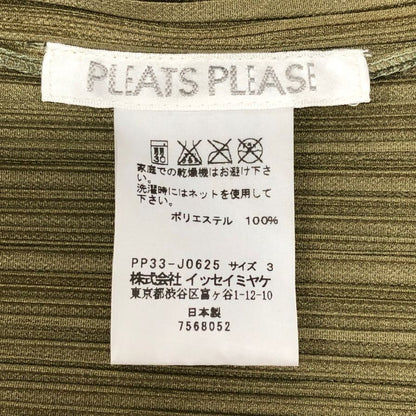 PLEATS PLEASE
30
家庭での乾燥機はお避け下さ
い。
洗濯時にはネットを使用して
下さい。
ポリエステル 100%
PP33-J0625 サイズ 3
株式会社 イッセイミヤケ
東京都渋谷区富ヶ谷1-12-10
日本製
7568052